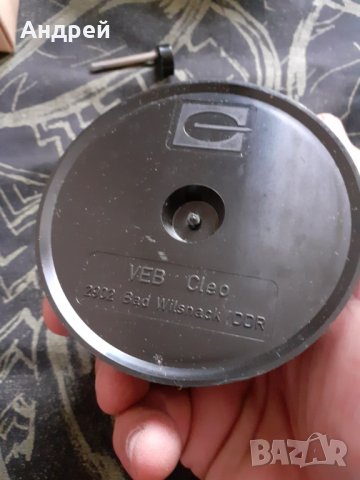 Андрей
VEB Cleo
2902 Bad Wilsnack/DDR
BAZAR